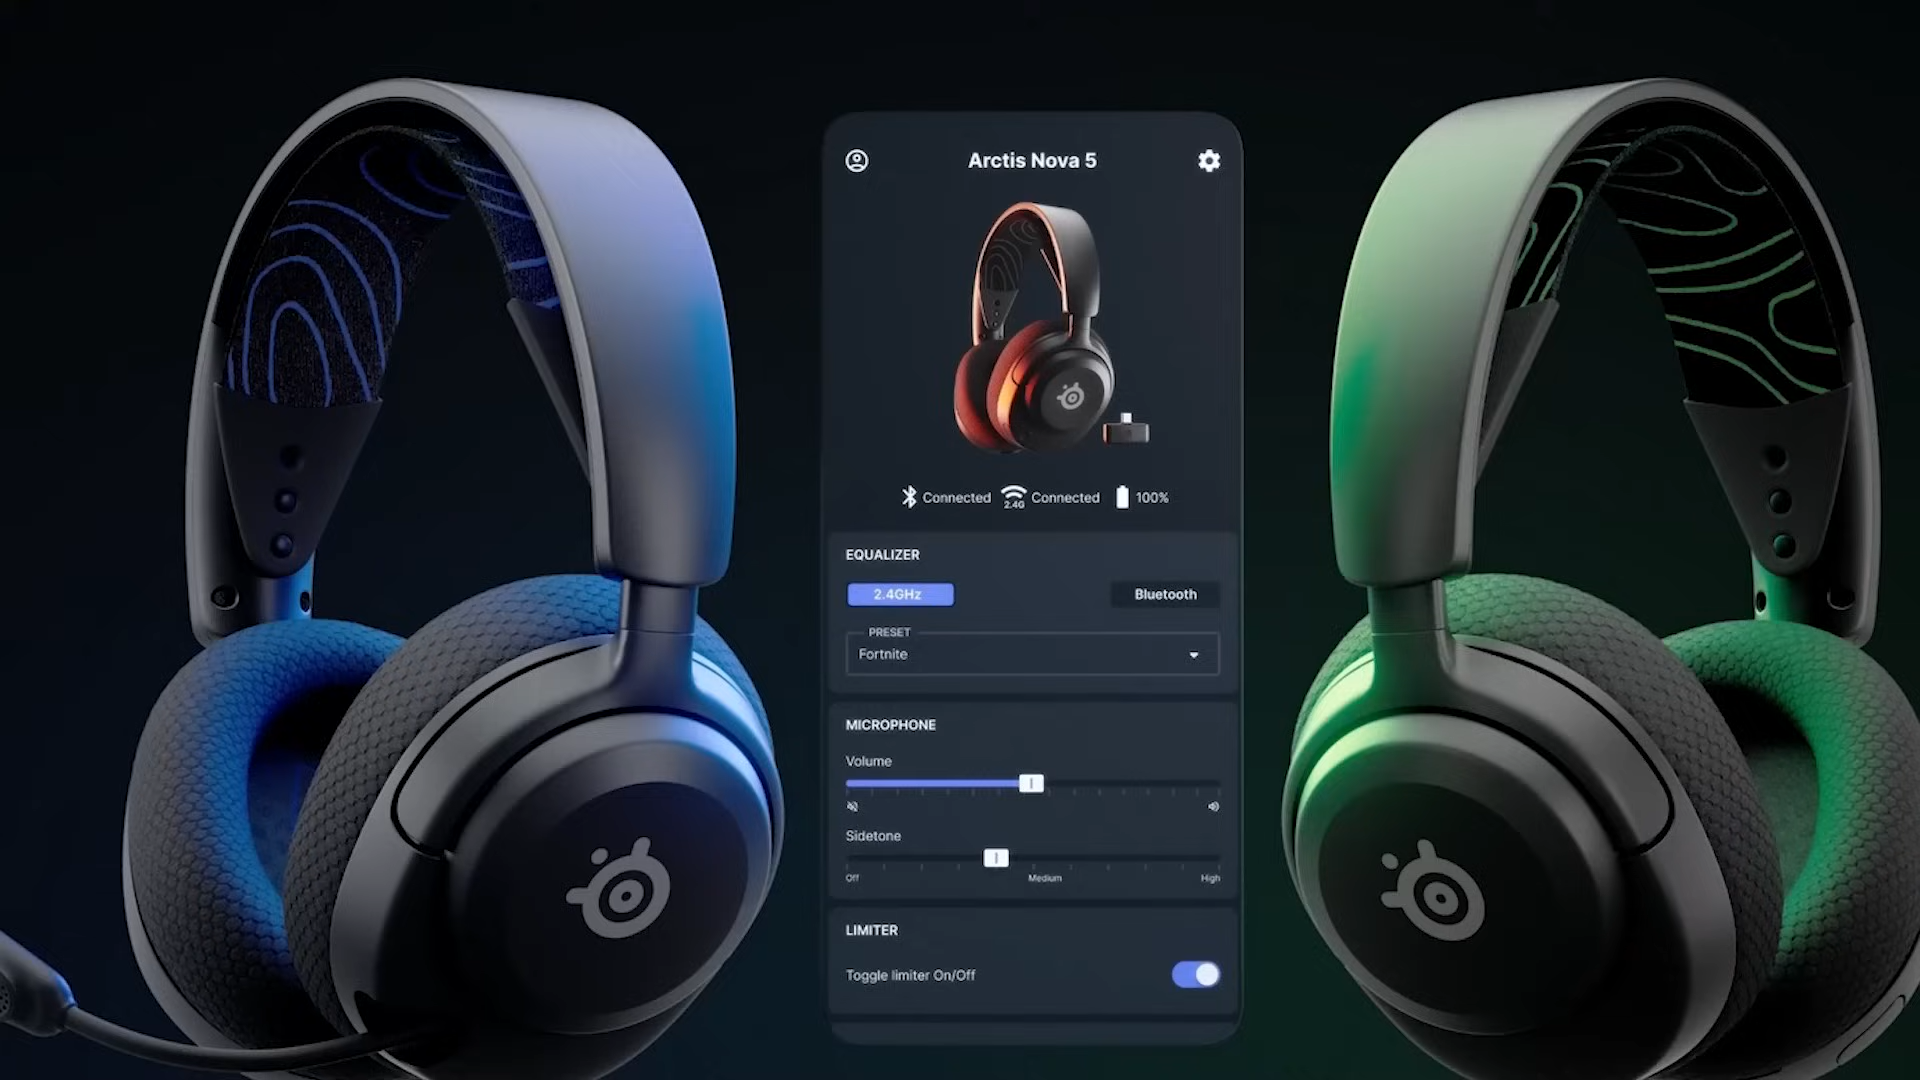 Arctis Nova 5
Connected 2.4G Connected 100%
EQUALIZER
2.4GHz Bluetooth
PRESET
Fortnite
MICROPHONE
Volume
Sidetone
Off Medium High
LIMITER
Toggle limiter On/Off